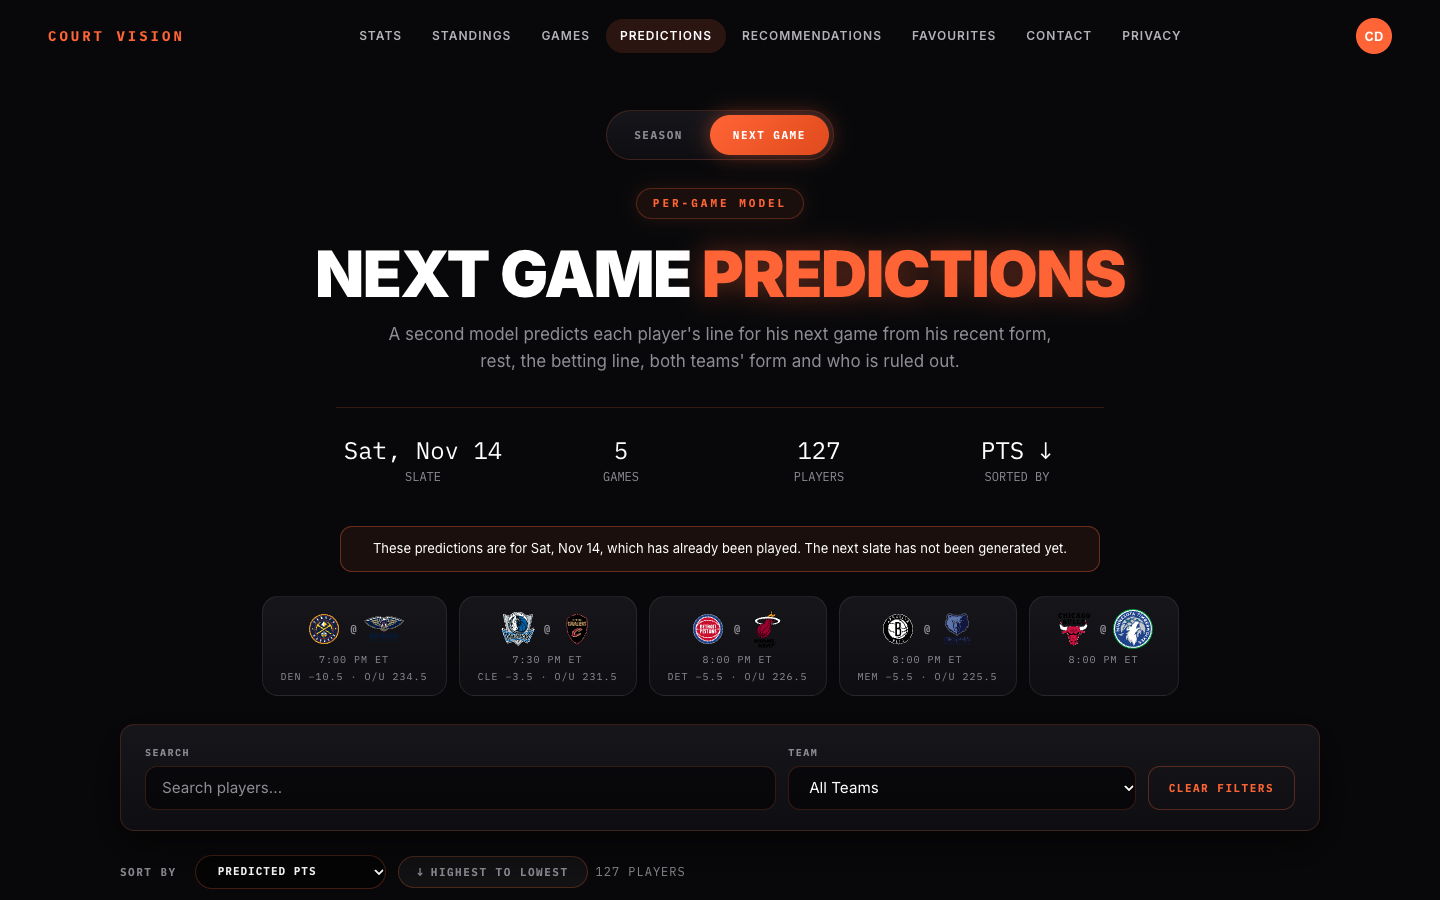 COURT VISION
STATS STANDINGS GAMES PREDICTIONS RECOMMENDATIONS FAVOURITES CONTACT PRIVACY
CD
SEASON NEXT GAME
PER-GAME MODEL
NEXT GAME PREDICTIONS
A second model predicts each player's line for his next game from his recent form,
rest, the betting line, both teams' form and who is ruled out.
Sat, Nov 14 5 127 PTS ↓
SLATE GAMES PLAYERS SORTED BY
These predictions are for Sat, Nov 14, which has already been played. The next slate has not been generated yet.
@ @ @ @ @
7:00 PM ET 7:30 PM ET 8:00 PM ET 8:00 PM ET 8:00 PM ET
DEN −10.5 · O/U 234.5 CLE −3.5 · O/U 231.5 DET −5.5 · O/U 226.5 MEM −5.5 · O/U 225.5
SEARCH TEAM
Search players... All Teams CLEAR FILTERS
SORT BY PREDICTED PTS ↓ HIGHEST TO LOWEST 127 PLAYERS